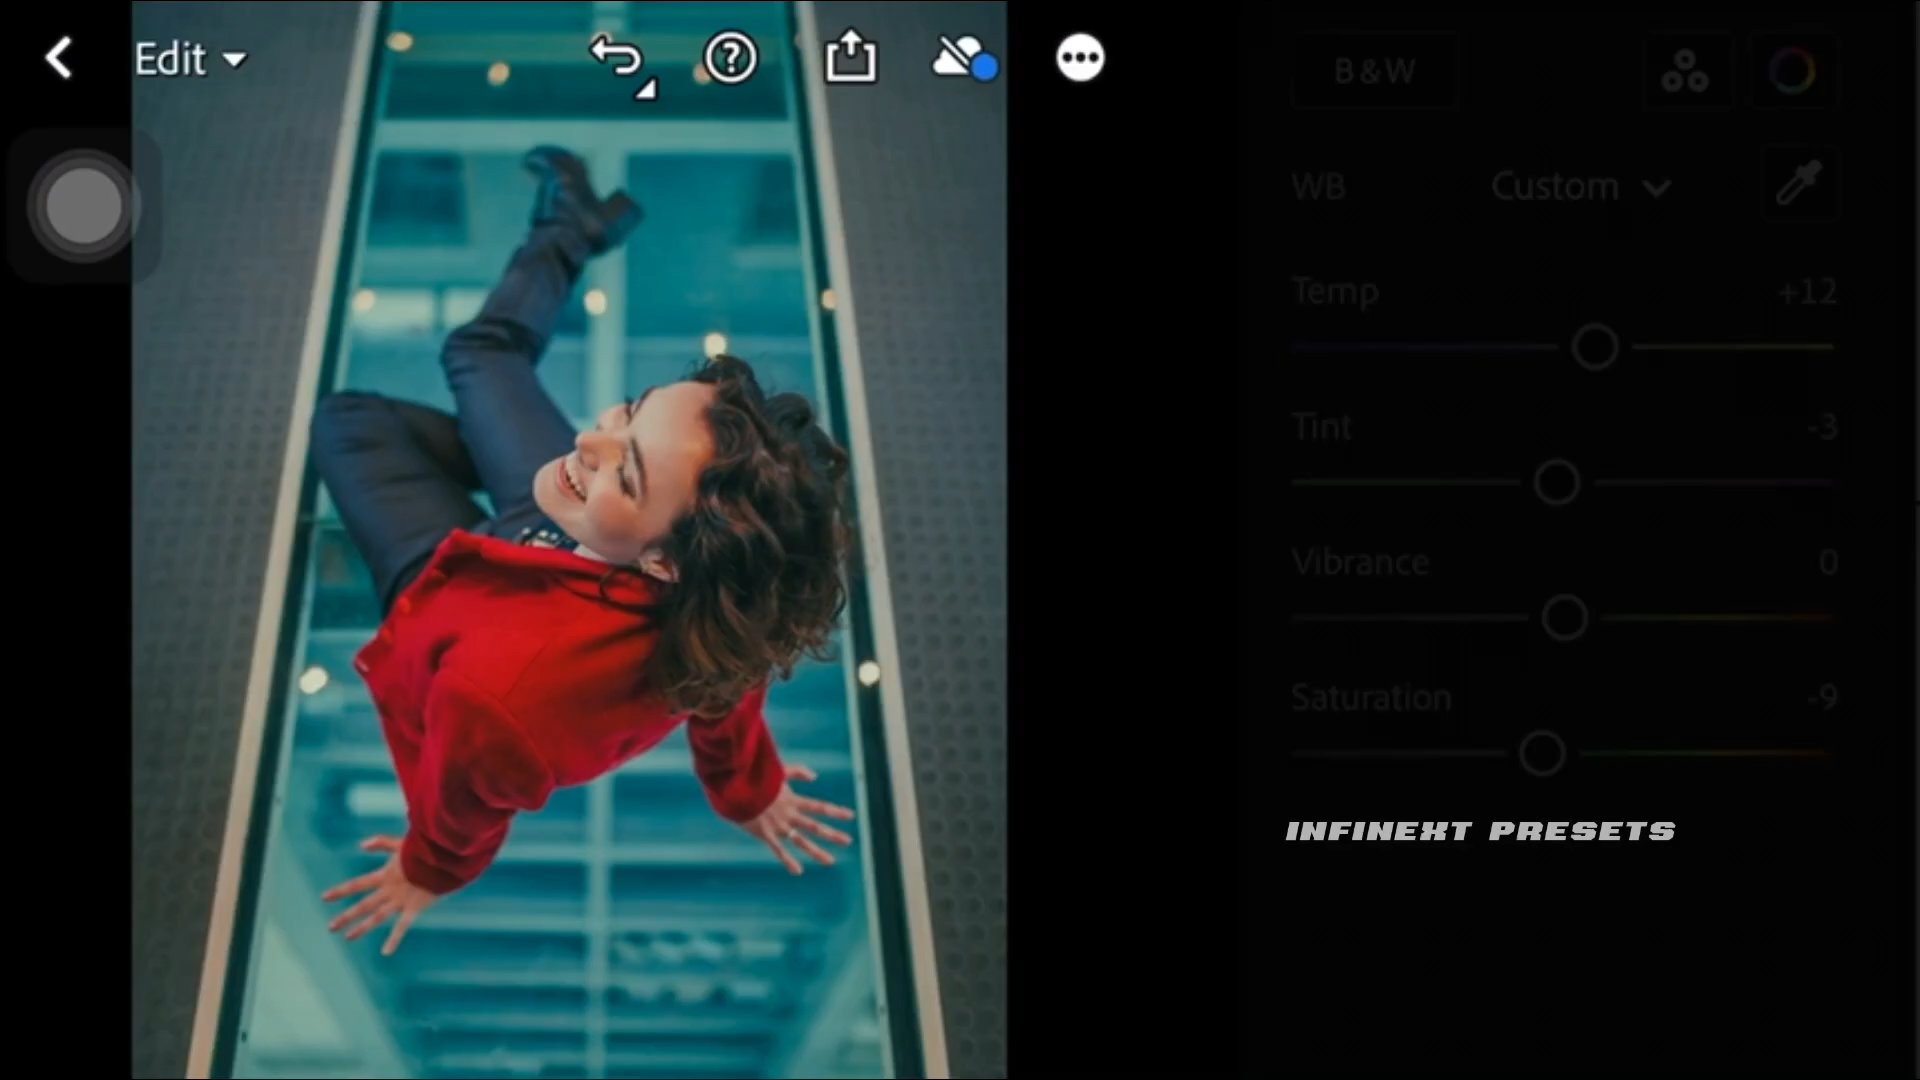 Edit
B&W
WB Custom
Temp +12
Tint -3
Vibrance 0
Saturation -9
INFINEXT PRESETS